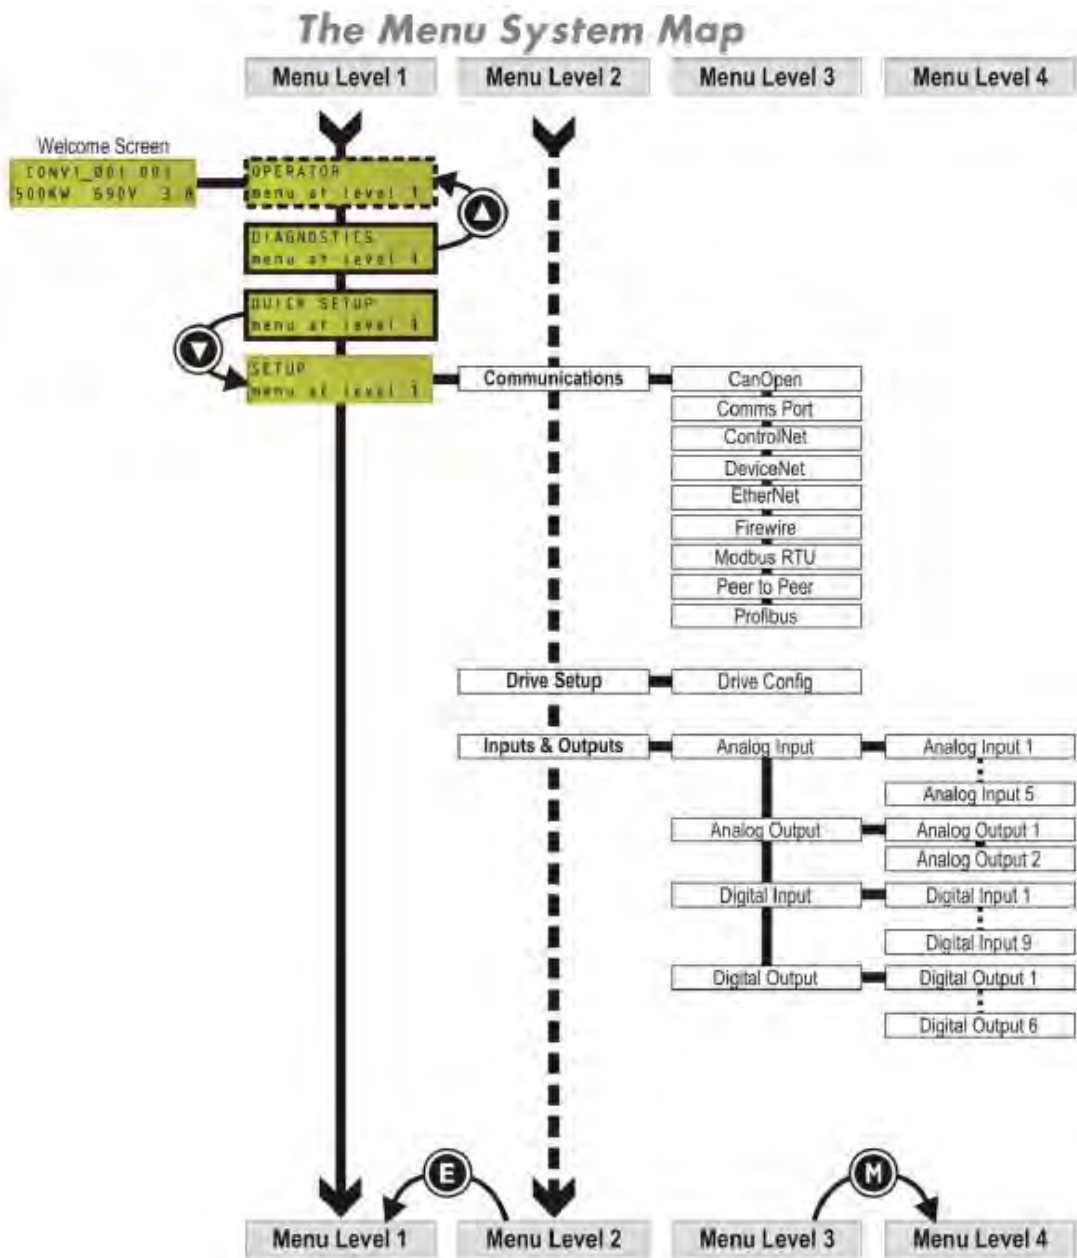 The Menu System Map
Menu Level 1 Menu Level 2 Menu Level 3 Menu Level 4
Welcome Screen
CONV1_001 001
500KW 690V 3.0
OPERATOR
menu at level 1
DIAGNOSTICS
menu at level 1
QUICK SETUP
menu at level 1
SETUP
menu at level 1
Communications
CanOpen
Comms Port
ControlNet
DeviceNet
EtherNet
Firewire
Modbus RTU
Peer to Peer
Profibus
Drive Setup Drive Config
Inputs & Outputs Analog Input Analog Input 1
Analog Input 5
Analog Output Analog Output 1
Analog Output 2
Digital Input Digital Input 1
Digital Input 9
Digital Output Digital Output 1
Digital Output 6
E M
Menu Level 1 Menu Level 2 Menu Level 3 Menu Level 4